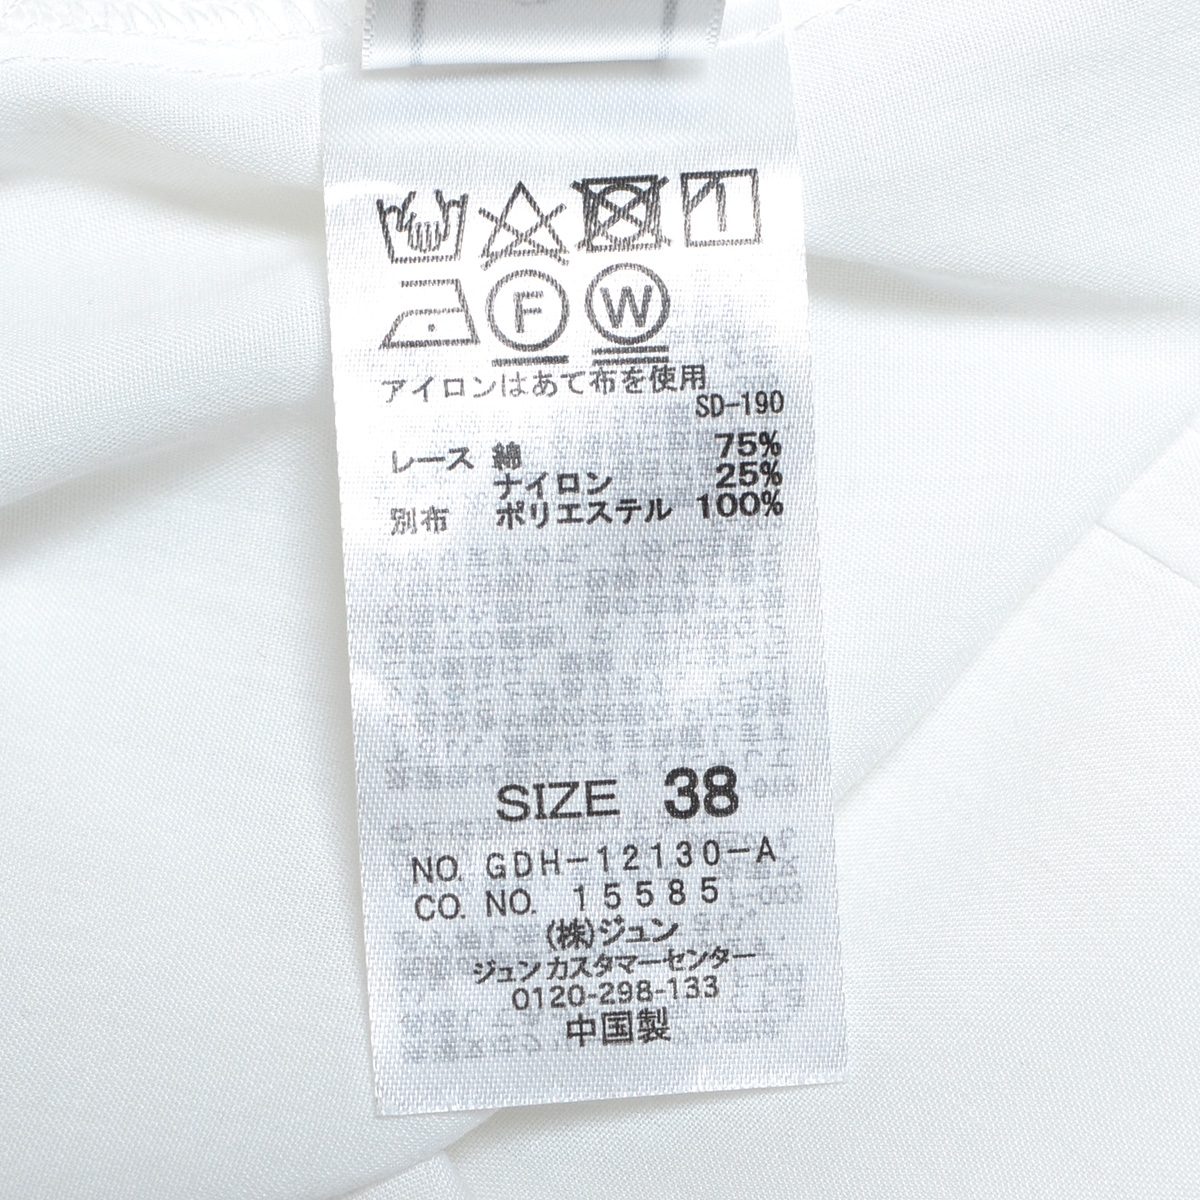 F W
アイロンはあて布を使用
SD-190
レース 綿 75%
ナイロン 25%
別布 ポリエステル 100%
SIZE 38
NO. GDH-12130-A
CO. NO. 15585
(株)ジュン
ジュンカスタマーセンター
0120-298-133
中国製